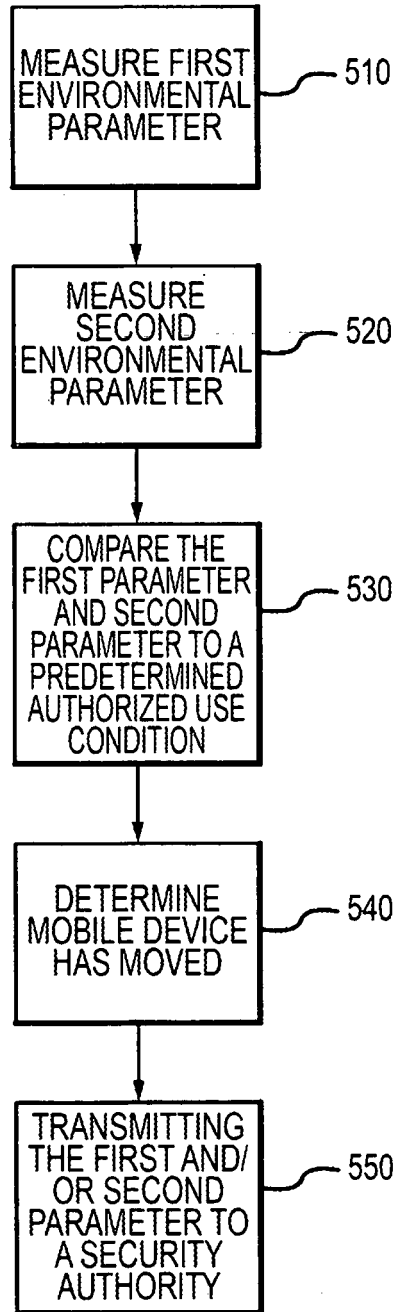 MEASURE FIRST
ENVIRONMENTAL
PARAMETER
510
MEASURE
SECOND
ENVIRONMENTAL
PARAMETER
520
COMPARE THE
FIRST PARAMETER
AND SECOND
PARAMETER TO A
PREDETERMINED
AUTHORIZED USE
CONDITION
530
DETERMINE
MOBILE DEVICE
HAS MOVED
540
TRANSMITTING
THE FIRST AND/
OR SECOND
PARAMETER TO
A SECURITY
AUTHORITY
550